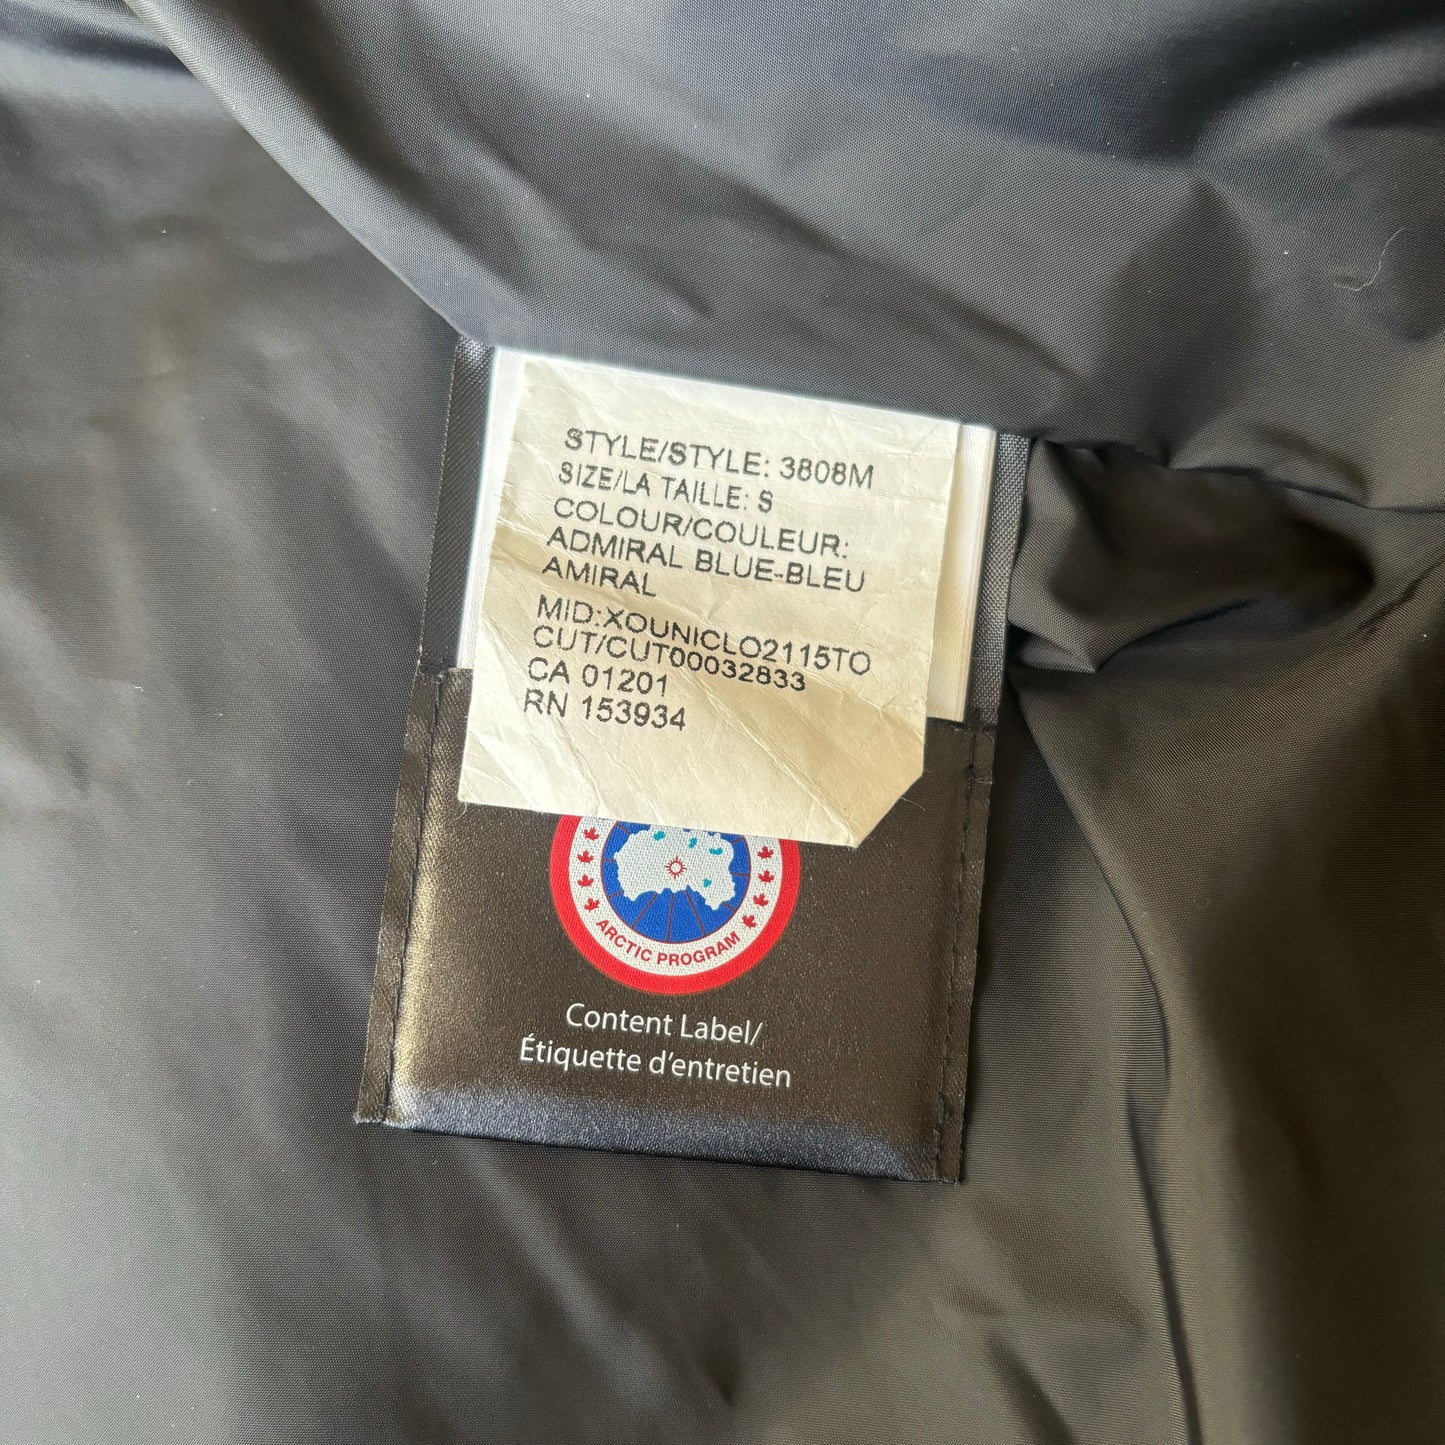 STYLE/STYLE: 3808M
SIZE/LA TAILLE: S
COLOUR/COULEUR:
ADMIRAL BLUE-BLEU
AMIRAL
MID:XOUNICLO2115TO
CUT/CUT00032833
CA 01201
RN 153934
ARCTIC PROGRAM
Content Label/
Étiquette d'entretien